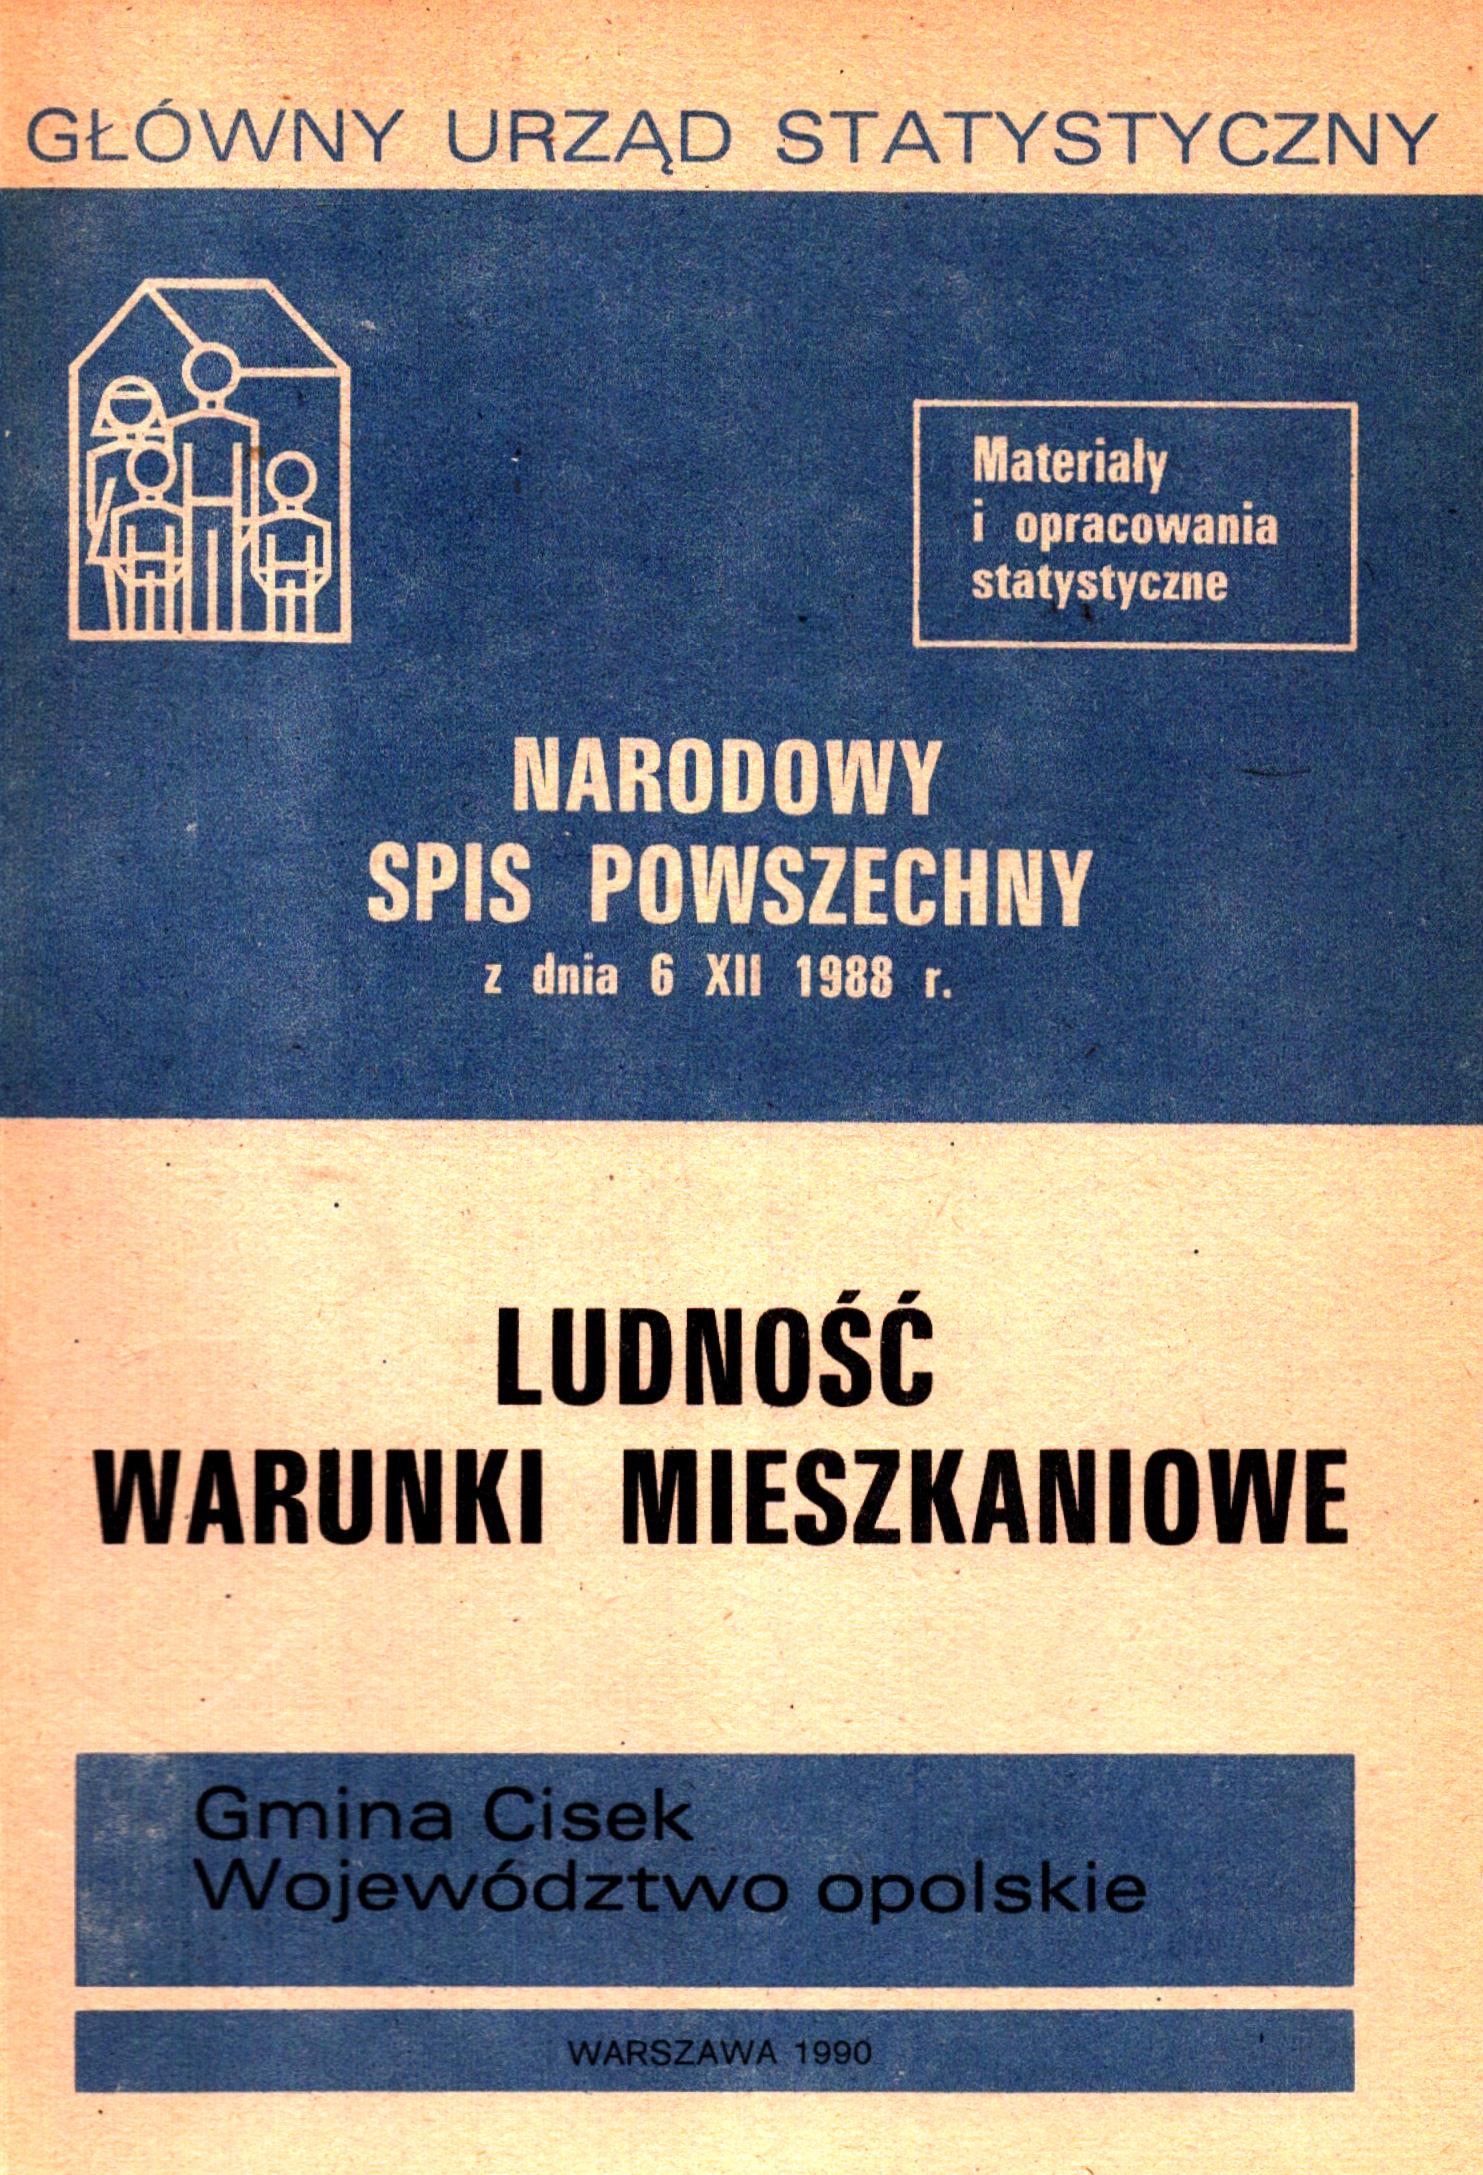 GŁÓWNY URZĄD STATYSTYCZNY
Materiały
i opracowania
statystyczne
NARODOWY
SPIS POWSZECHNY
z dnia 6 XII 1988 r.
LUDNOŚĆ
WARUNKI MIESZKANIOWE
Gmina Cisek
Województwo opolskie
WARSZAWA 1990